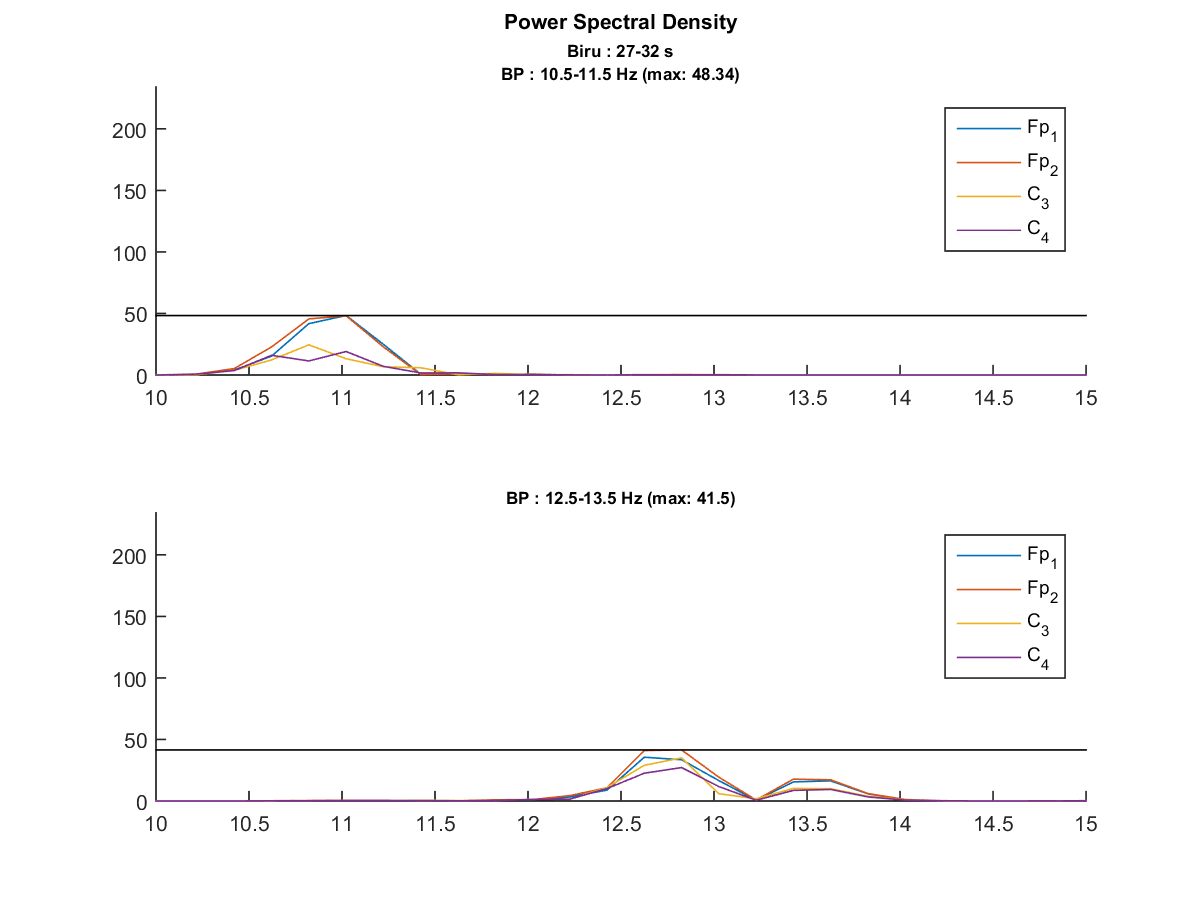 Power Spectral Density
Biru : 27-32 s
BP : 10.5-11.5 Hz (max: 48.34)
200
150
100
50
0
10 10.5 11 11.5 12 12.5 13 13.5 14 14.5 15
Fp1
Fp2
C3
C4
BP : 12.5-13.5 Hz (max: 41.5)
200
150
100
50
0
10 10.5 11 11.5 12 12.5 13 13.5 14 14.5 15
Fp1
Fp2
C3
C4